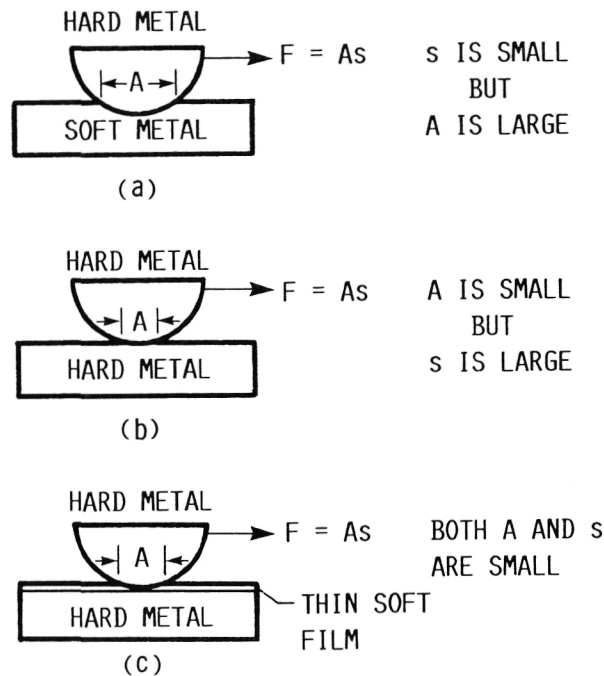 HARD METAL
A
F = As
SOFT METAL
s IS SMALL
BUT
A IS LARGE
(a)
HARD METAL
A
F = As
HARD METAL
A IS SMALL
BUT
s IS LARGE
(b)
HARD METAL
A
F = As
HARD METAL
BOTH A AND s
ARE SMALL
THIN SOFT
FILM
(c)